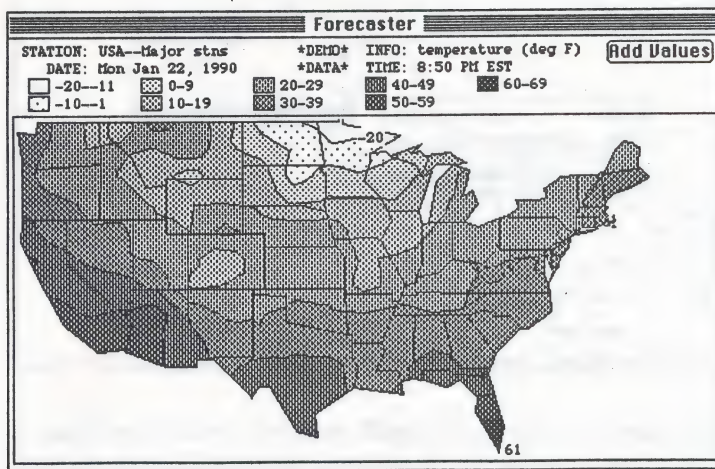 Forecaster
STATION: USA--Major stns *DEMO* INFO: temperature (deg F) Add Values
DATE: Mon Jan 22, 1990 *DATA* TIME: 8:50 PM EST
-20--11 0-9 20-29 40-49 60-69
-10--1 10-19 30-39 50-59
-20
61